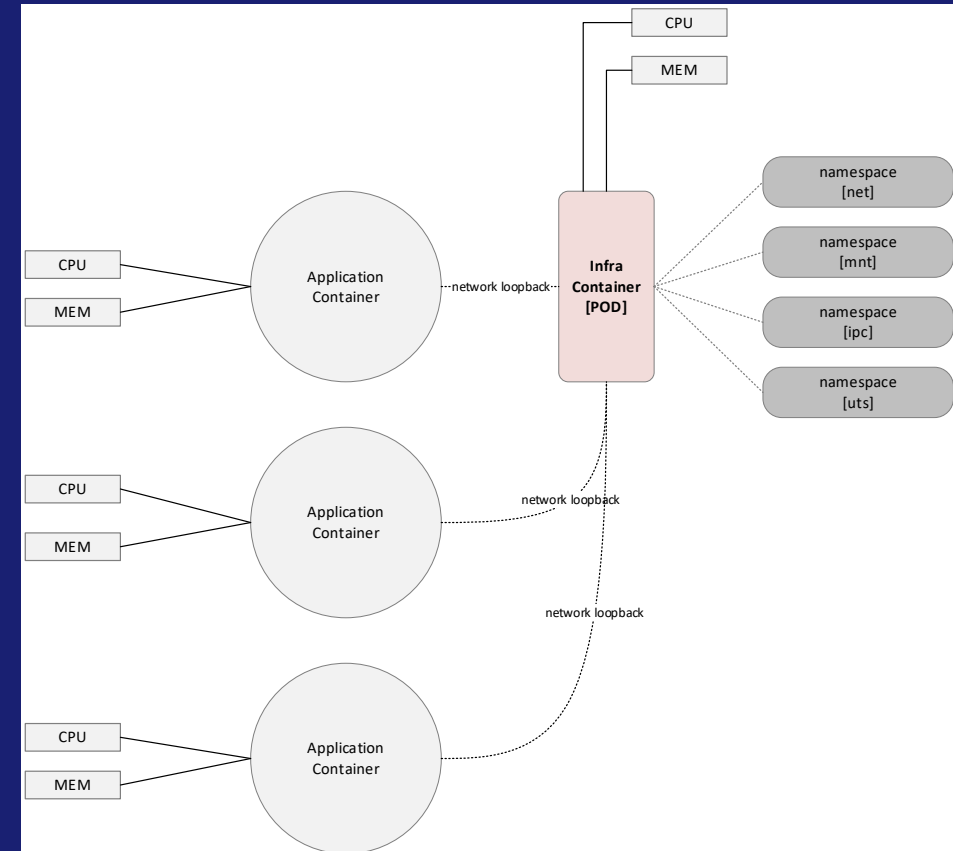 CPU
MEM
namespace
[net]
namespace
[mnt]
namespace
[ipc]
namespace
[uts]
Infra
Container
[POD]
network loopback
Application
Container
CPU
MEM
network loopback
Application
Container
CPU
MEM
network loopback
Application
Container
CPU
MEM